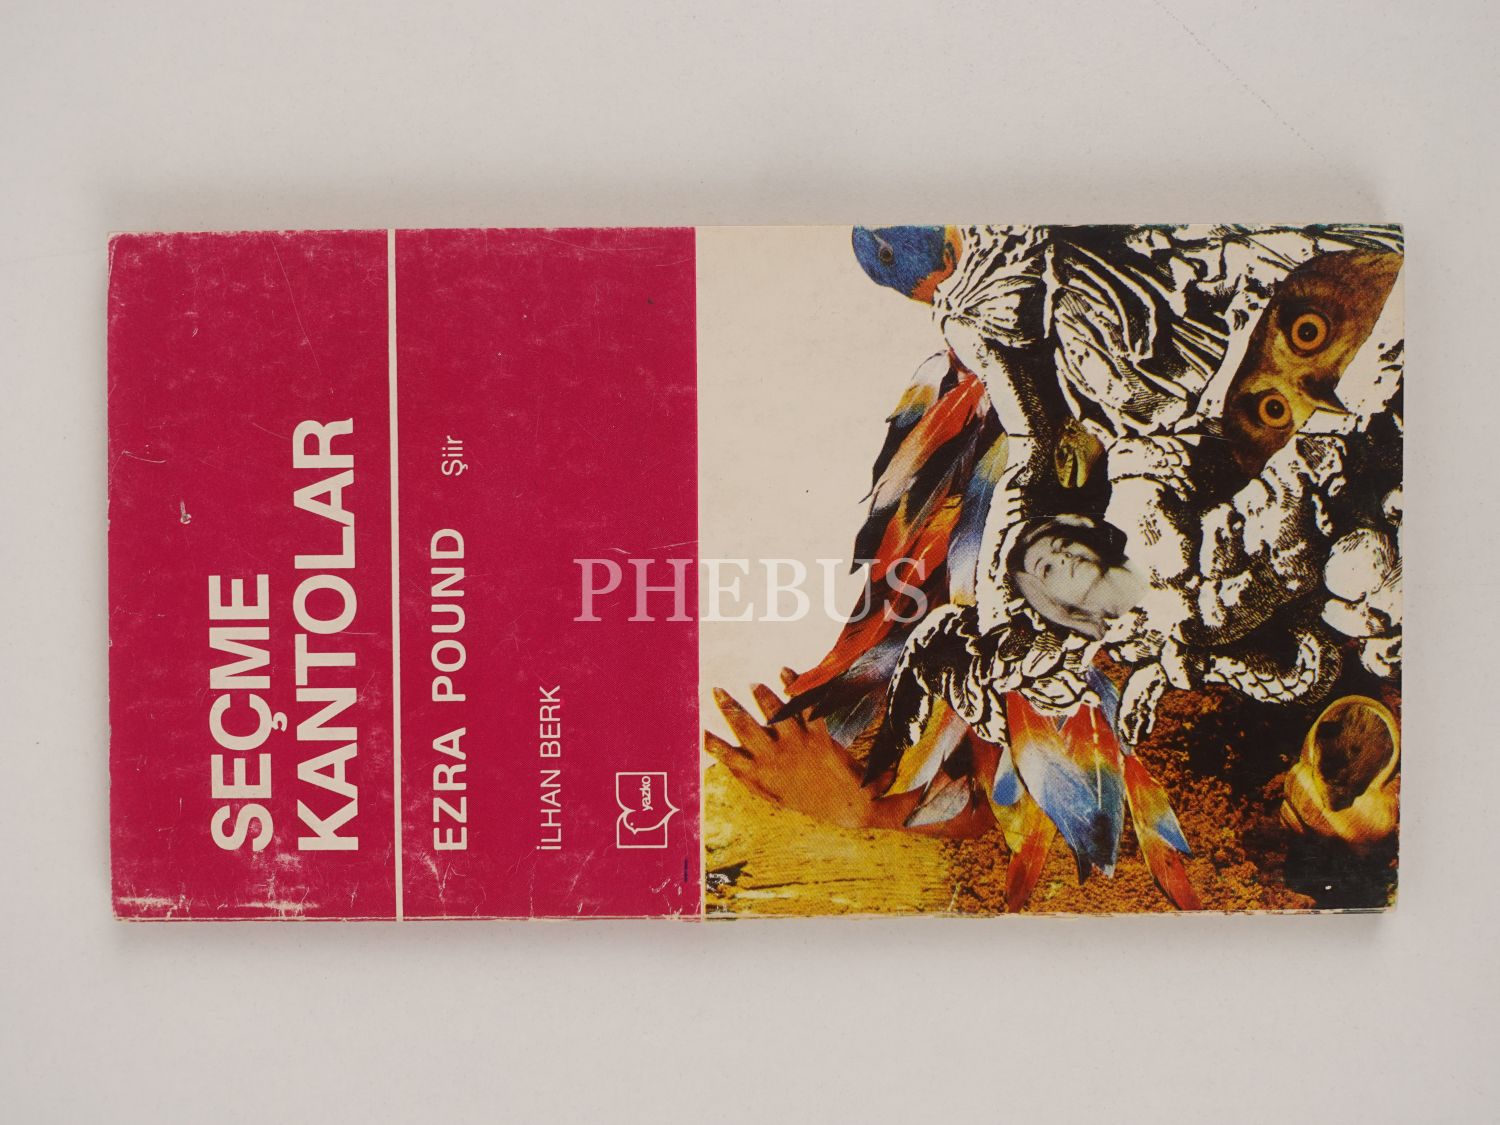 SEÇME
KANTOLAR
EZRA POUND Şiir
İLHAN BERK
yazko
PHEBUS